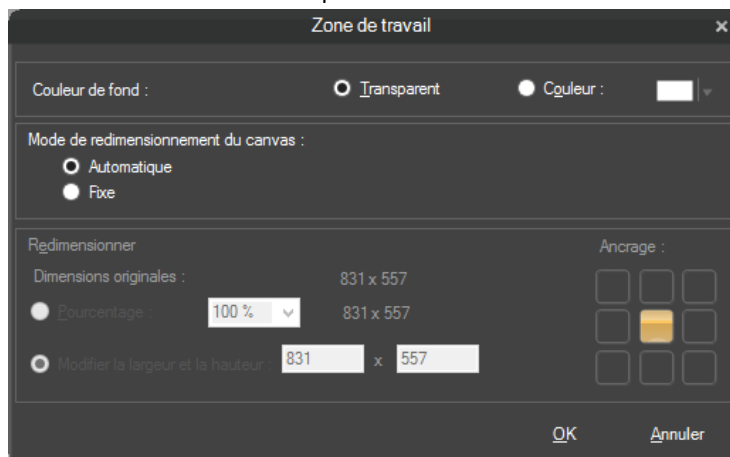 Zone de travail
Couleur de fond : Transparent Couleur :
Mode de redimensionnement du canvas :
Automatique
Fixe
Redimensionner Ancrage :
Dimensions originales : 831 x 557
Pourcentage : 100 % 831 x 557
Modifier la largeur et la hauteur : 831 x 557
OK Annuler